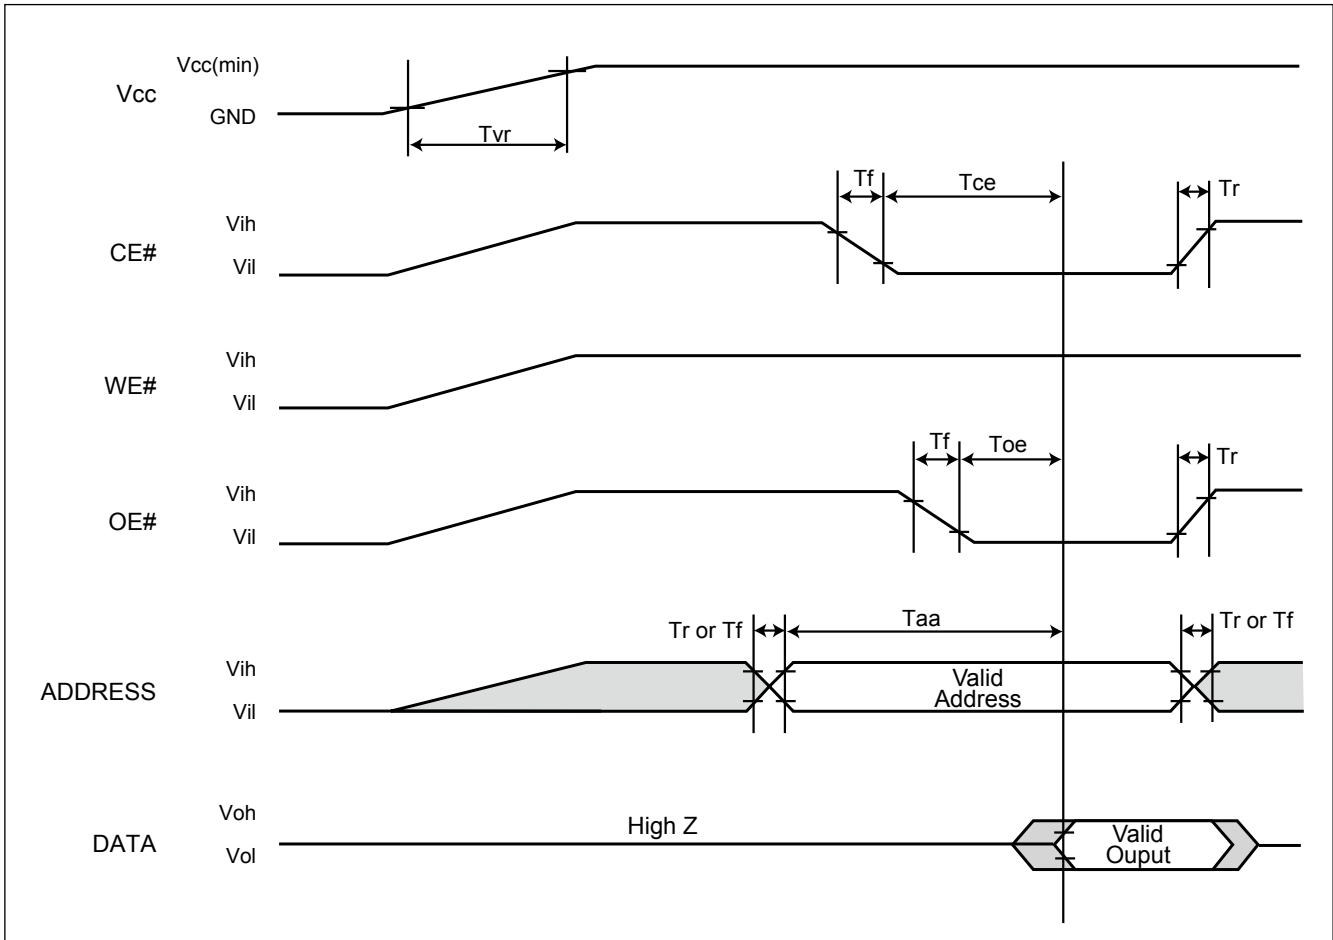 Vcc(min)
Vcc
GND
Tvr
Tf
Tce
Tr
Vih
CE#
Vil
Vih
WE#
Vil
Tf
Toe
Tr
Vih
OE#
Vil
Tr or Tf
Taa
Tr or Tf
Vih
ADDRESS
Valid
Address
Vil
Voh
High Z
DATA
Valid
Ouput
Vol